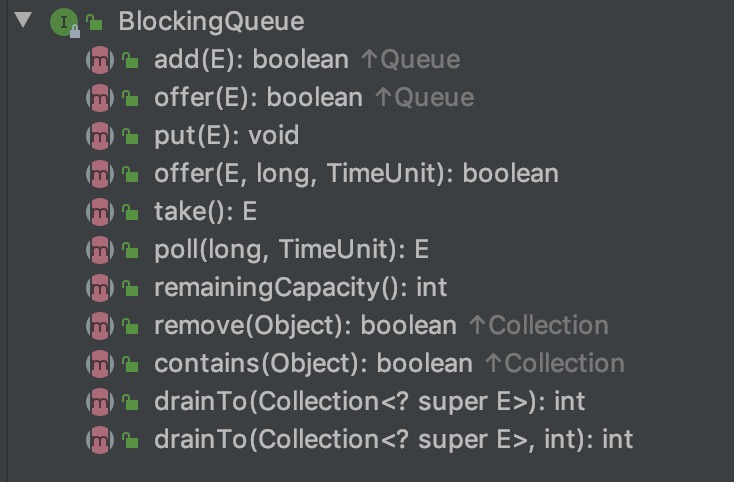 BlockingQueue
add(E): boolean ↑Queue
offer(E): boolean ↑Queue
put(E): void
offer(E, long, TimeUnit): boolean
take(): E
poll(long, TimeUnit): E
remainingCapacity(): int
remove(Object): boolean ↑Collection
contains(Object): boolean ↑Collection
drainTo(Collection<? super E>): int
drainTo(Collection<? super E>, int): int